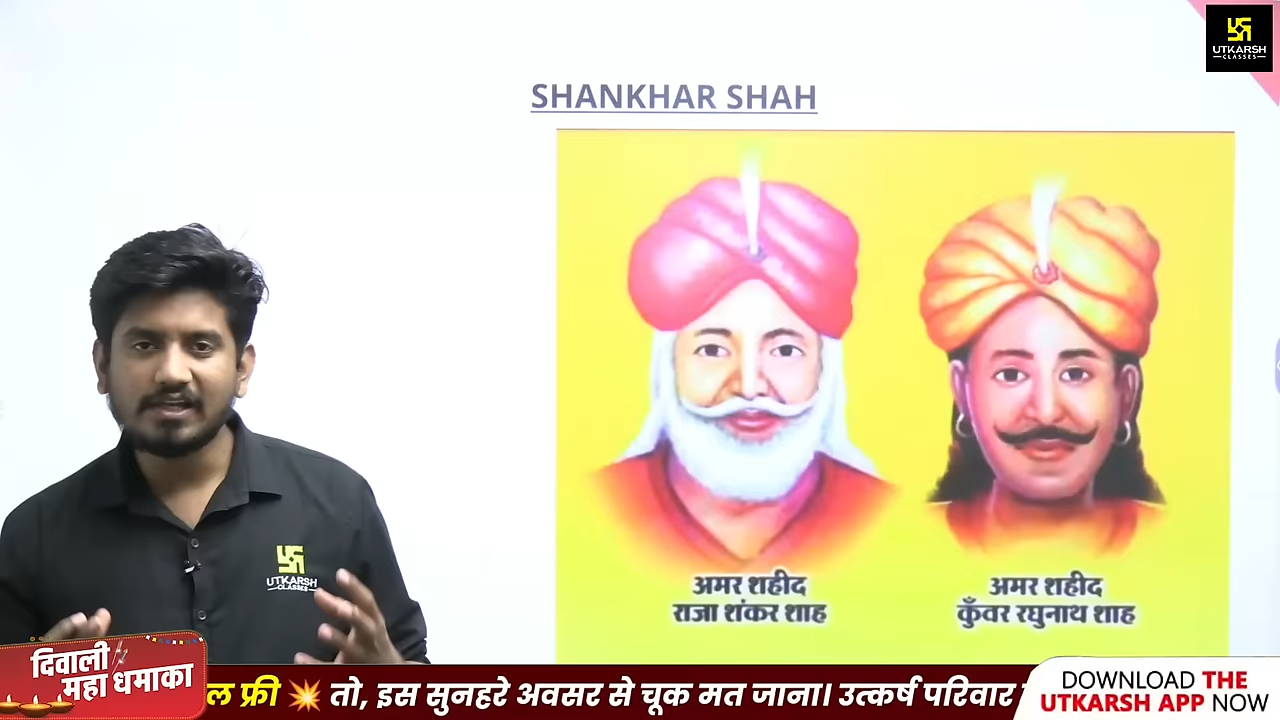 UTKARSH
CLASSES
SHANKHAR SHAH
अमर शहीद
राजा शंकर शाह
अमर शहीद
कुँवर रघुनाथ शाह
UTKARSH
CLASSES
दिवाली
महा धमाका
फ्री 💥 तो, इस सुनहरे अवसर से चूक मत जाना। उत्कर्ष परिवार
DOWNLOAD THE
UTKARSH APP NOW